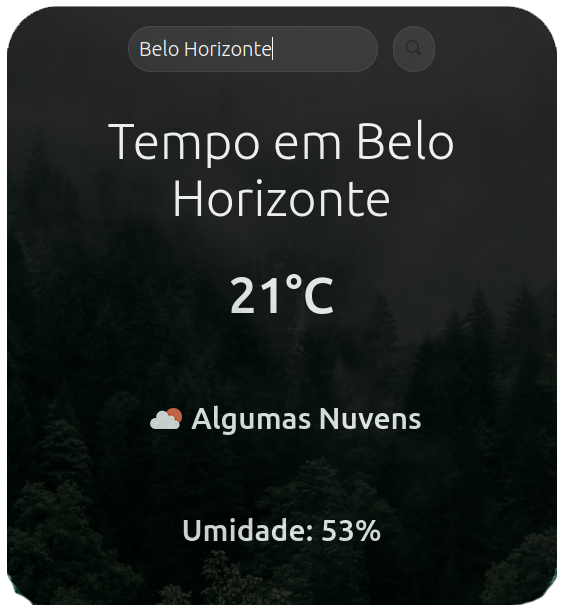 Belo Horizonte
Tempo em Belo
Horizonte
21°C
Algumas Nuvens
Umidade: 53%